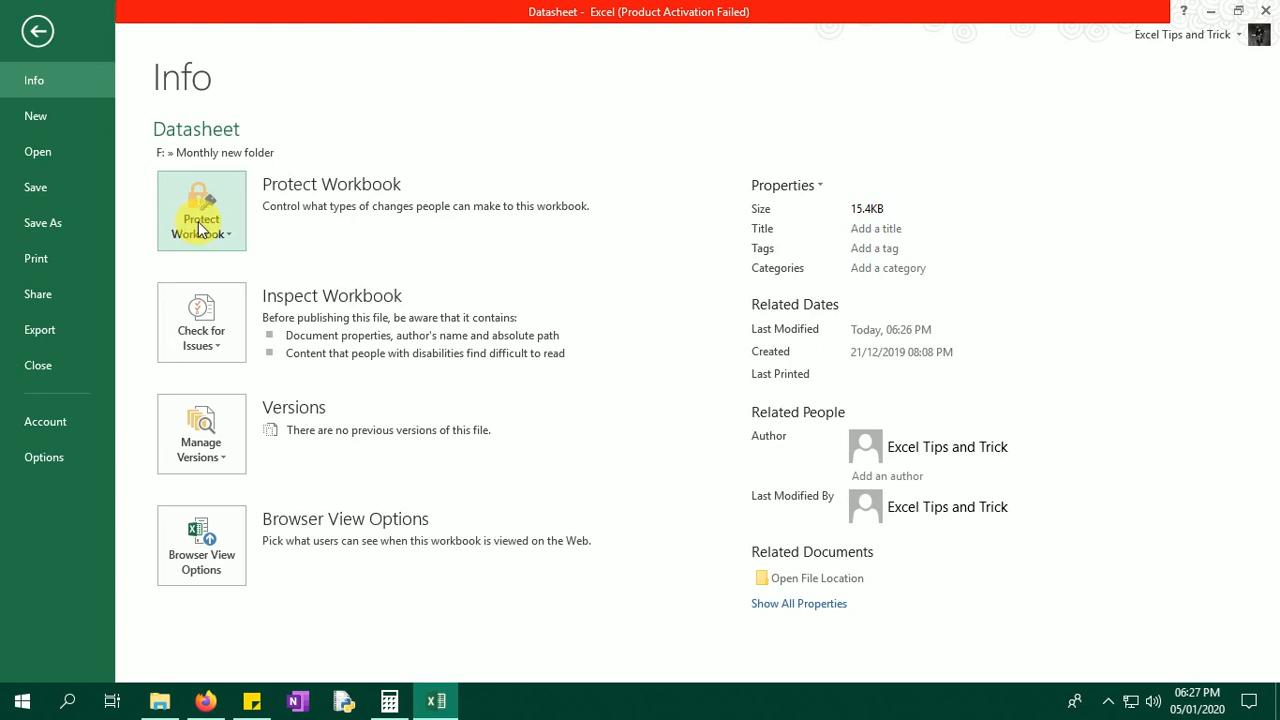 Datasheet - Excel (Product Activation Failed)
?
Excel Tips and Trick
Info
New
Open
Save
Save As
Print
Share
Export
Close
Account
Options
Info
Datasheet
F: » Monthly new folder
Protect
Workbook
Protect Workbook
Control what types of changes people can make to this workbook.
Check for
Issues
Inspect Workbook
Before publishing this file, be aware that it contains:
Document properties, author's name and absolute path
Content that people with disabilities find difficult to read
Manage
Versions
Versions
There are no previous versions of this file.
Browser View
Options
Browser View Options
Pick what users can see when this workbook is viewed on the Web.
Properties
Size 15.4KB
Title Add a title
Tags Add a tag
Categories Add a category
Related Dates
Last Modified Today, 06:26 PM
Created 21/12/2019 08:08 PM
Last Printed
Related People
Author Excel Tips and Trick
Add an author
Last Modified By Excel Tips and Trick
Related Documents
Open File Location
Show All Properties
06:27 PM
05/01/2020